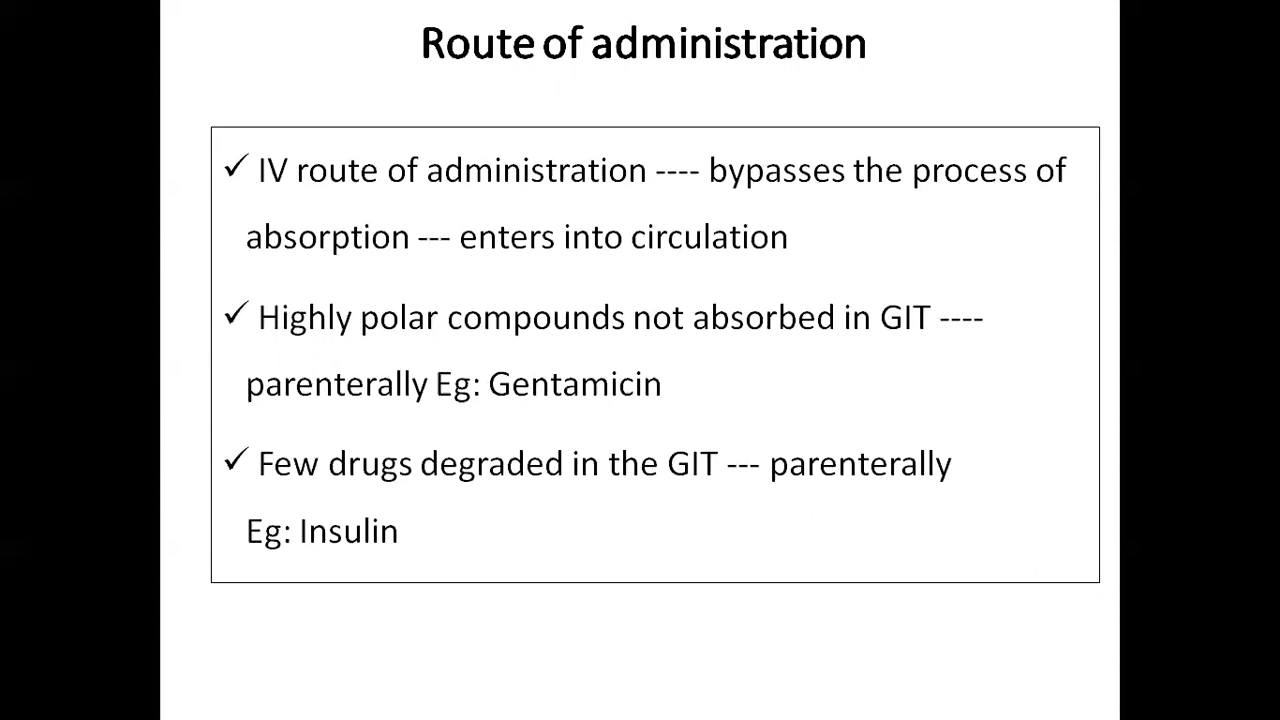 Route of administration
✓ IV route of administration ---- bypasses the process of
absorption --- enters into circulation
✓ Highly polar compounds not absorbed in GIT ----
parenterally Eg: Gentamicin
✓ Few drugs degraded in the GIT --- parenterally
Eg: Insulin